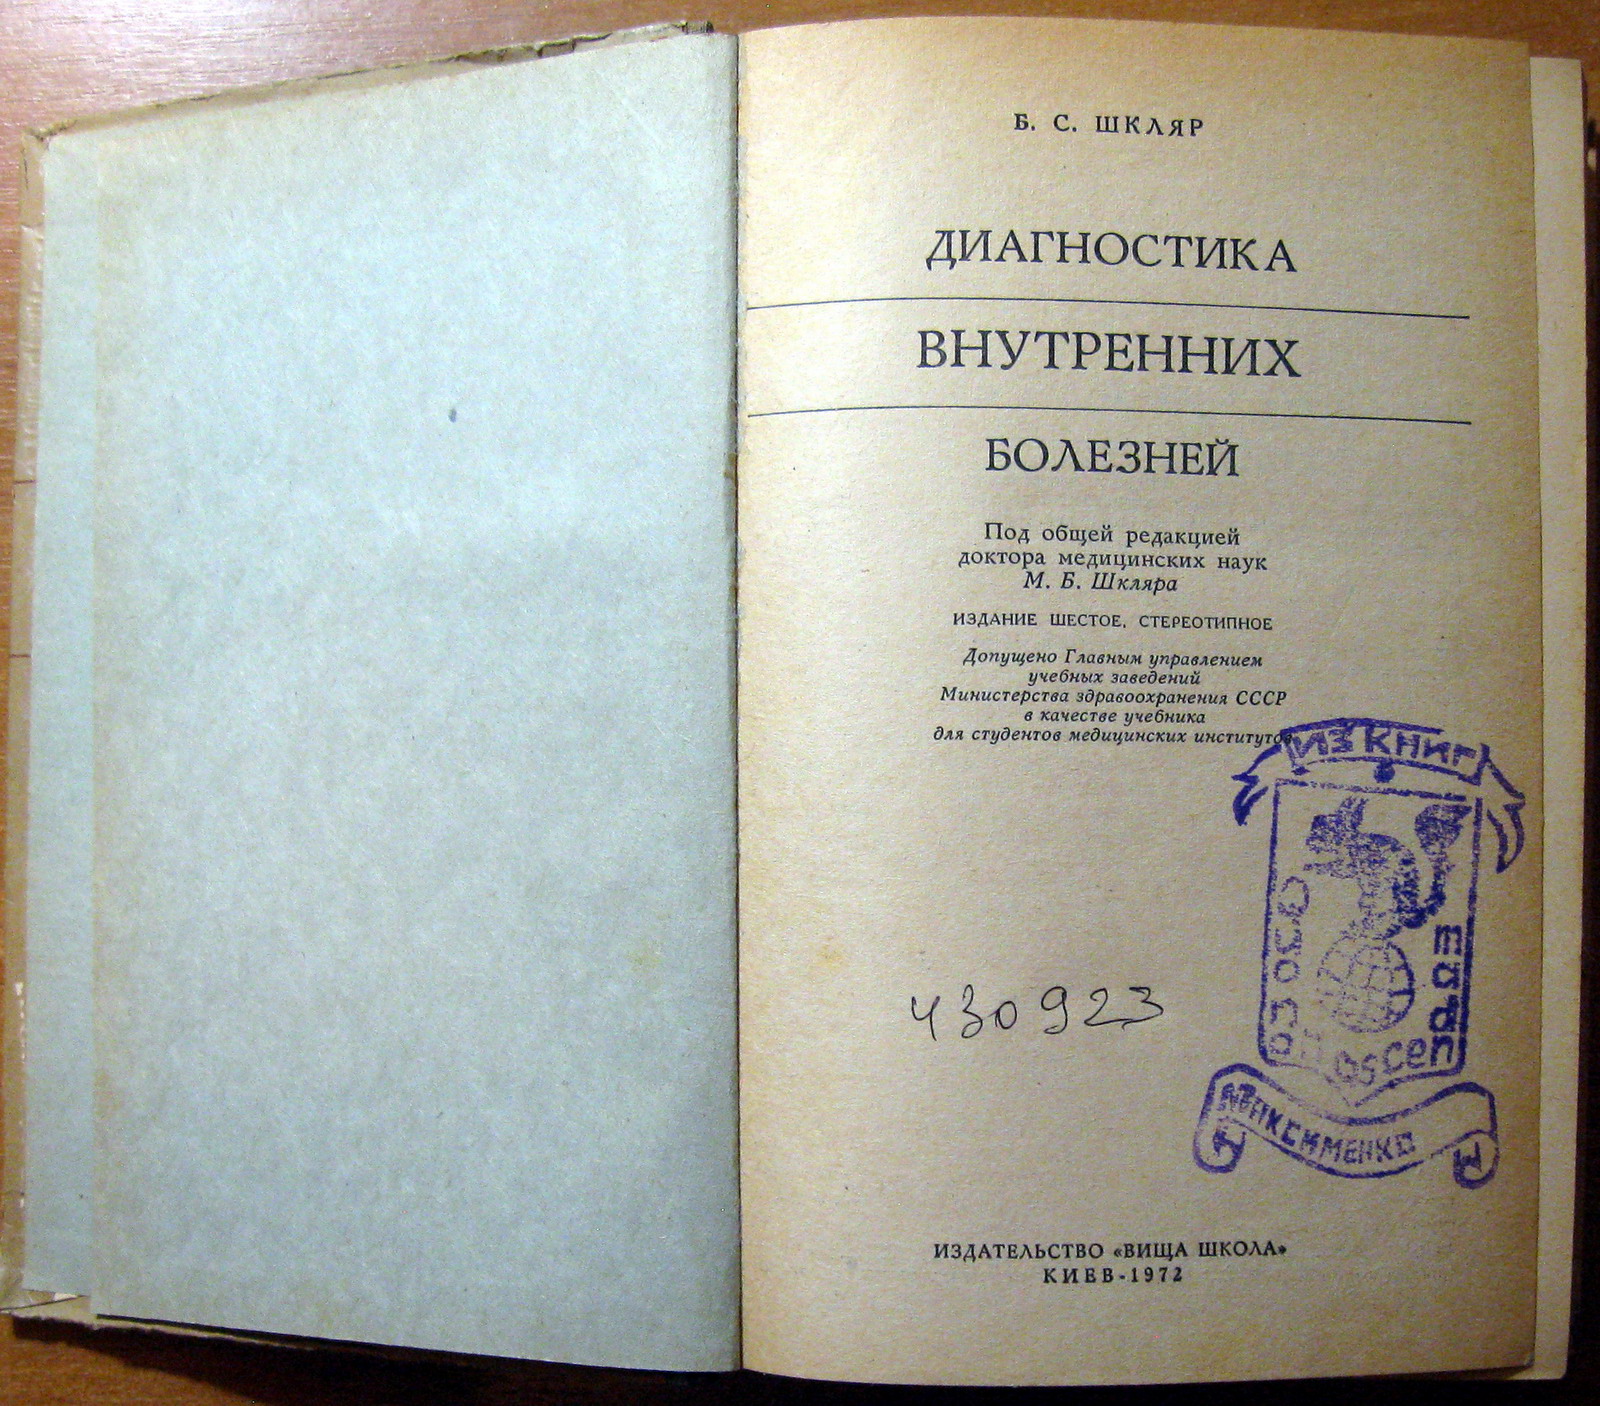 Б. С. ШКЛЯР
ДИАГНОСТИКА
ВНУТРЕННИХ
БОЛЕЗНЕЙ
Под общей редакцией
доктора медицинских наук
М. Б. Шкляра
ИЗДАНИЕ ШЕСТОЕ, СТЕРЕОТИПНОЕ
Допущено Главным управлением
учебных заведений
Министерства здравоохранения СССР
в качестве учебника
для студентов медицинских институтов
ИЗ КНИГ
430923
ИЗДАТЕЛЬСТВО «ВИЩА ШКОЛА»
КИЕВ-1972